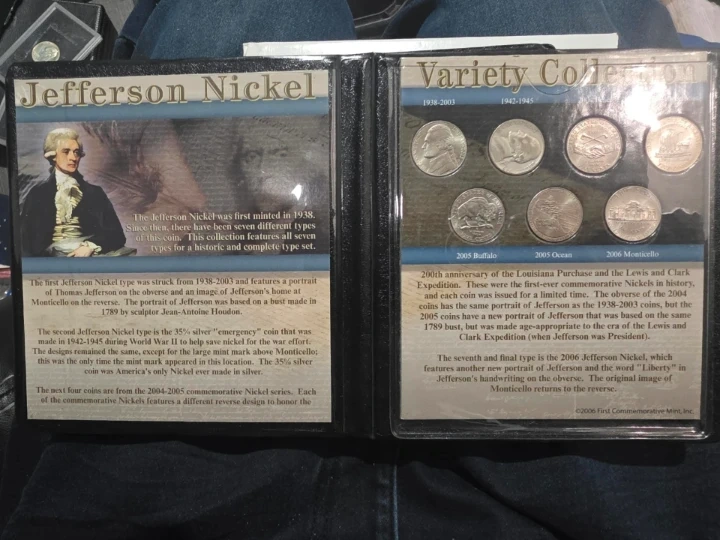 Jefferson Nickel
The Jefferson Nickel was first minted in 1938.
Since then, there have been seven different types
of this coin. This collection features all seven
types for a historic and complete type set.
The first Jefferson Nickel type was struck from 1938-2003 and features a portrait
of Thomas Jefferson on the obverse and an image of Jefferson's home at
Monticello on the reverse. The portrait of Jefferson was based on a bust made in
1789 by sculptor Jean-Antoine Houdon.
The second Jefferson Nickel type is the 35% silver "emergency" coin that was
made in 1942-1945 during World War II to help save nickel for the war effort.
The designs remained the same, except for the large mint mark above Monticello;
this was the only time the mint mark appeared in this location. The 35% silver
coin was America's only Nickel ever made in silver.
The next four coins are from the 2004-2005 commemorative Nickel series. Each
of the commemorative Nickels features a different reverse design to honor the
Variety Collection
1938-2003 1942-1945
2005 Buffalo 2005 Ocean 2006 Monticello
200th anniversary of the Louisiana Purchase and the Lewis and Clark
Expedition. These were the first-ever commemorative Nickels in history,
and each coin was issued for a limited time. The obverse of the 2004
coins has the same portrait of Jefferson as the 1938-2003 coins, but the
2005 coins have a new portrait of Jefferson that was based on the same
1789 bust, but was made age-appropriate to the era of the Lewis and
Clark Expedition (when Jefferson was President).
The seventh and final type is the 2006 Jefferson Nickel, which
features another new portrait of Jefferson and the word "Liberty" in
Jefferson's handwriting on the obverse. The original image of
Monticello returns to the reverse.
©2006 First Commemorative Mint, Inc.